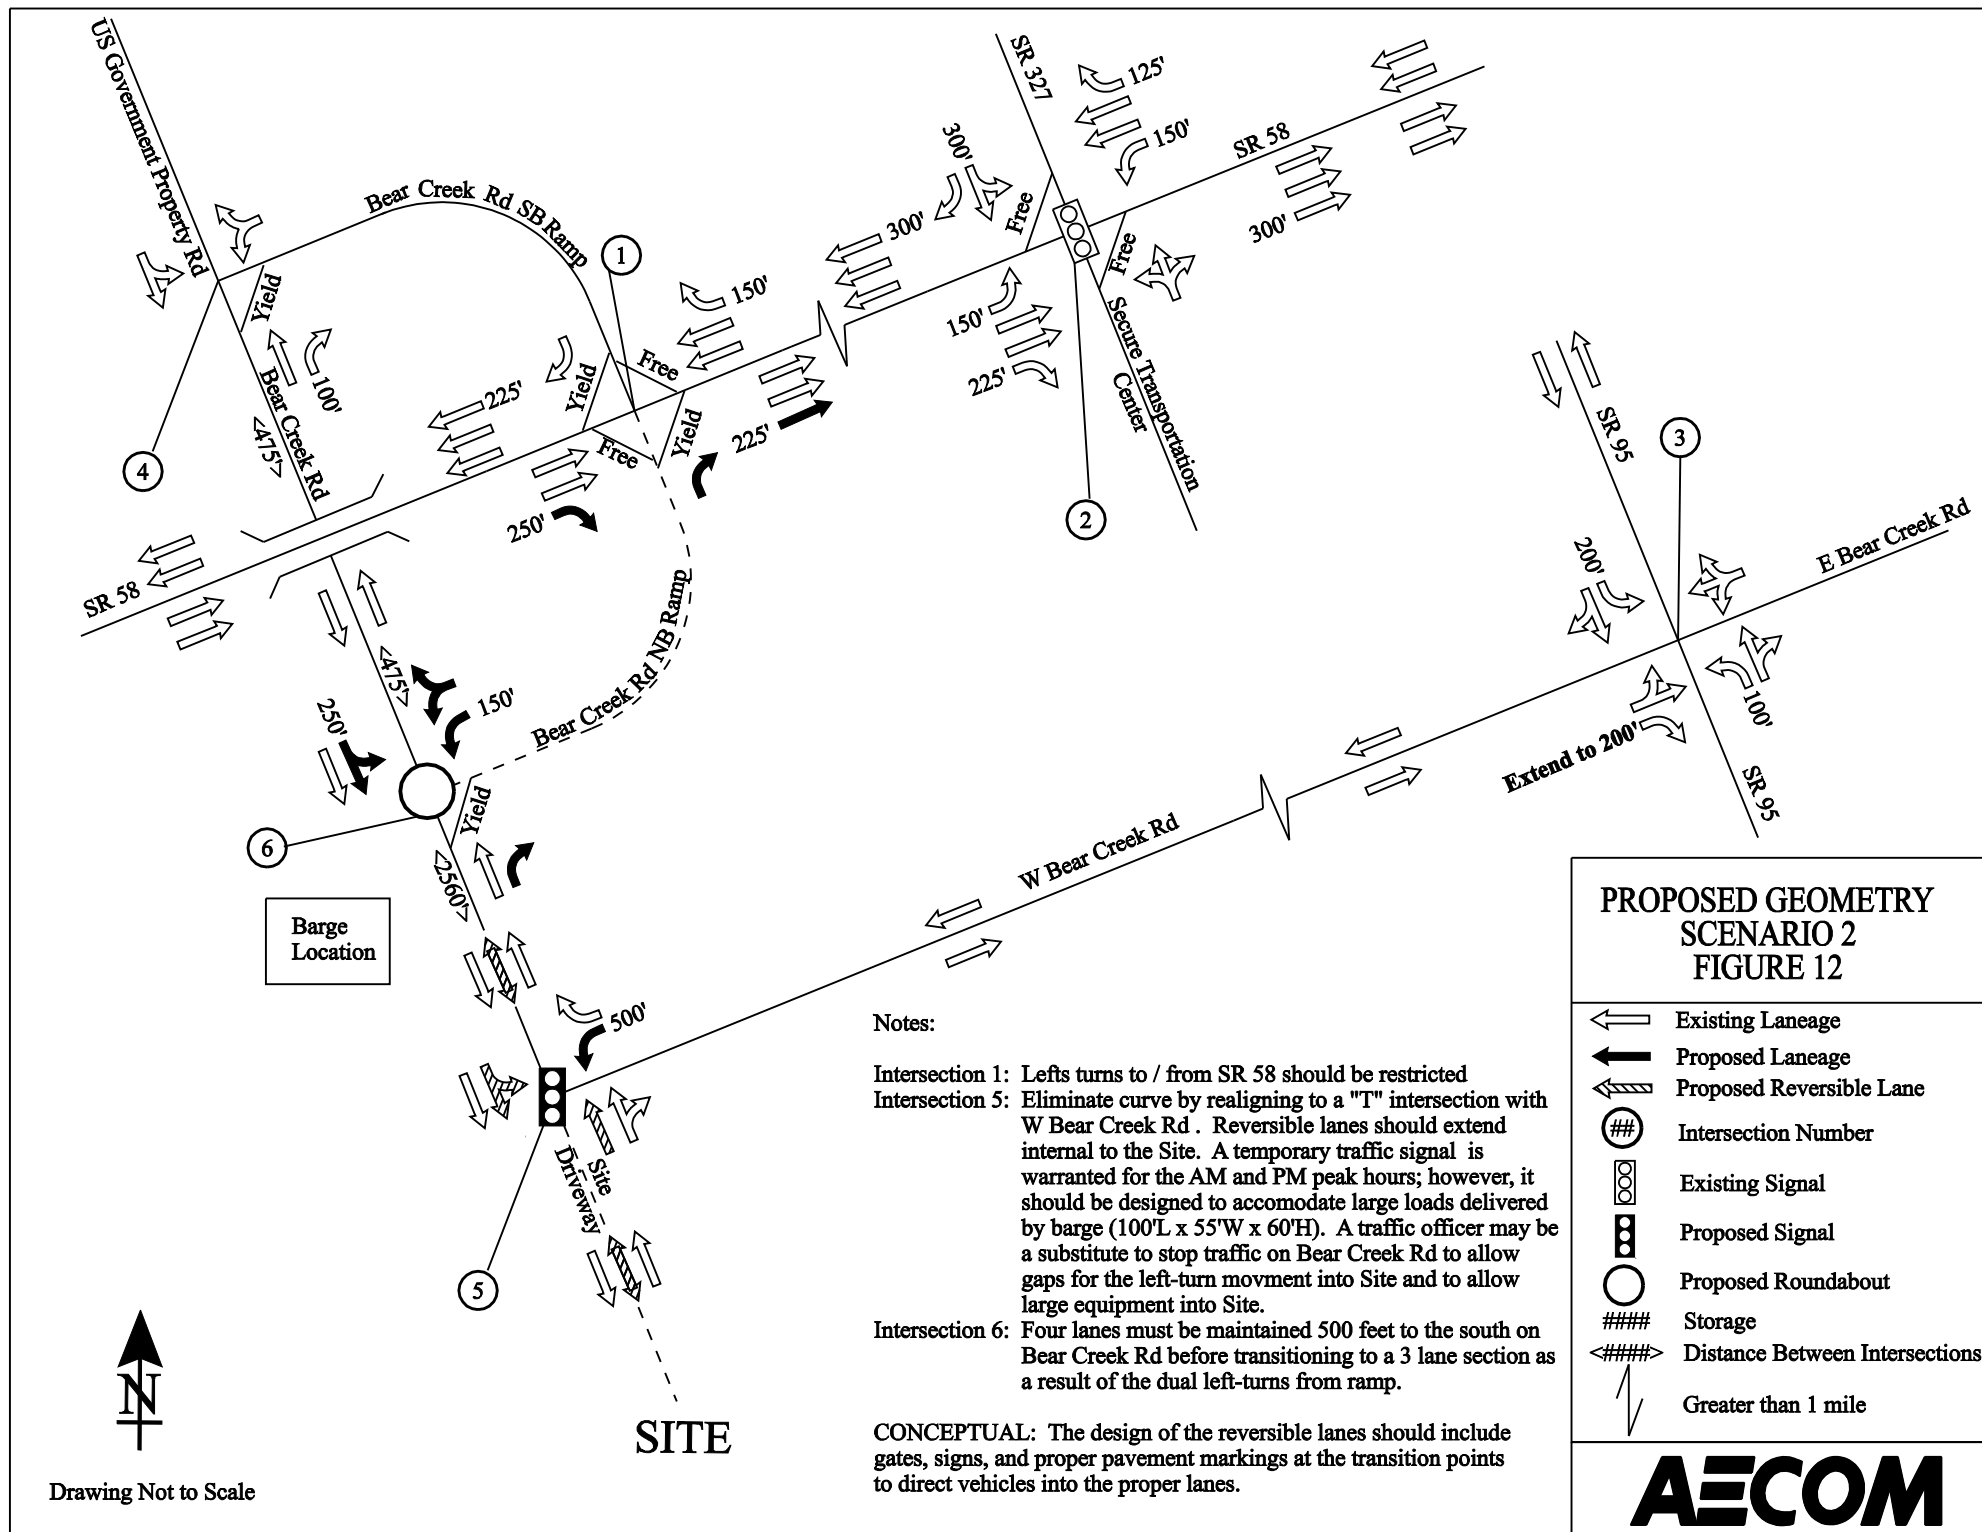 US Government Property Rd
Bear Creek Rd SB Ramp
1
SR 327
125'
150'
SR 58
300'
300'
Free
300'
Free
150'
225'
Secure Transportation
Center
2
Yield
100'
Bear Creek Rd
<475'>
4
225'
Yield
Free
150'
Free
Yield
225'
250'
SR 58
Bear Creek Rd NB Ramp
<475'>
150'
250'
Yield
6
<2560'>
Barge
Location
500'
Site
Driveway
5
SITE
W Bear Creek Rd
SR 95
3
E Bear Creek Rd
200'
100'
Extend to 200'
SR 95
N
Drawing Not to Scale
Notes:
Intersection 1: Lefts turns to / from SR 58 should be restricted
Intersection 5: Eliminate curve by realigning to a "T" intersection with
W Bear Creek Rd . Reversible lanes should extend
internal to the Site. A temporary traffic signal is
warranted for the AM and PM peak hours; however, it
should be designed to accomodate large loads delivered
by barge (100'L x 55'W x 60'H). A traffic officer may be
a substitute to stop traffic on Bear Creek Rd to allow
gaps for the left-turn movment into Site and to allow
large equipment into Site.
Intersection 6: Four lanes must be maintained 500 feet to the south on
Bear Creek Rd before transitioning to a 3 lane section as
a result of the dual left-turns from ramp.
CONCEPTUAL: The design of the reversible lanes should include
gates, signs, and proper pavement markings at the transition points
to direct vehicles into the proper lanes.
PROPOSED GEOMETRY
SCENARIO 2
FIGURE 12
Existing Laneage
Proposed Laneage
Proposed Reversible Lane
## Intersection Number
Existing Signal
Proposed Signal
Proposed Roundabout
#### Storage
<####> Distance Between Intersections
Greater than 1 mile
AECOM